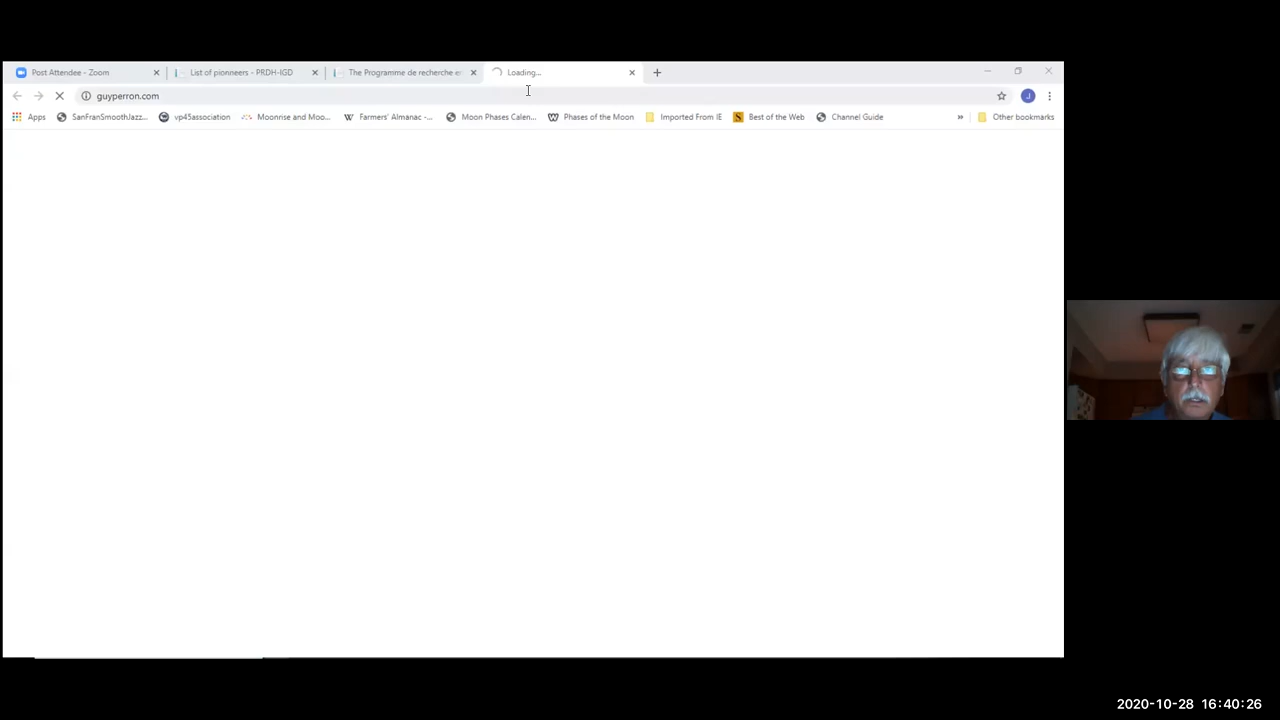 Post Attendee - Zoom List of pionneers - PRDH-IGD The Programme de recherche en Loading...
guyperron.com J
Apps SanFranSmoothJazz... vp45association Moonrise and Moo... Farmers' Almanac -... Moon Phases Calen... Phases of the Moon Imported From IE S Best of the Web Channel Guide » Other bookmarks
2020-10-28 16:40:26